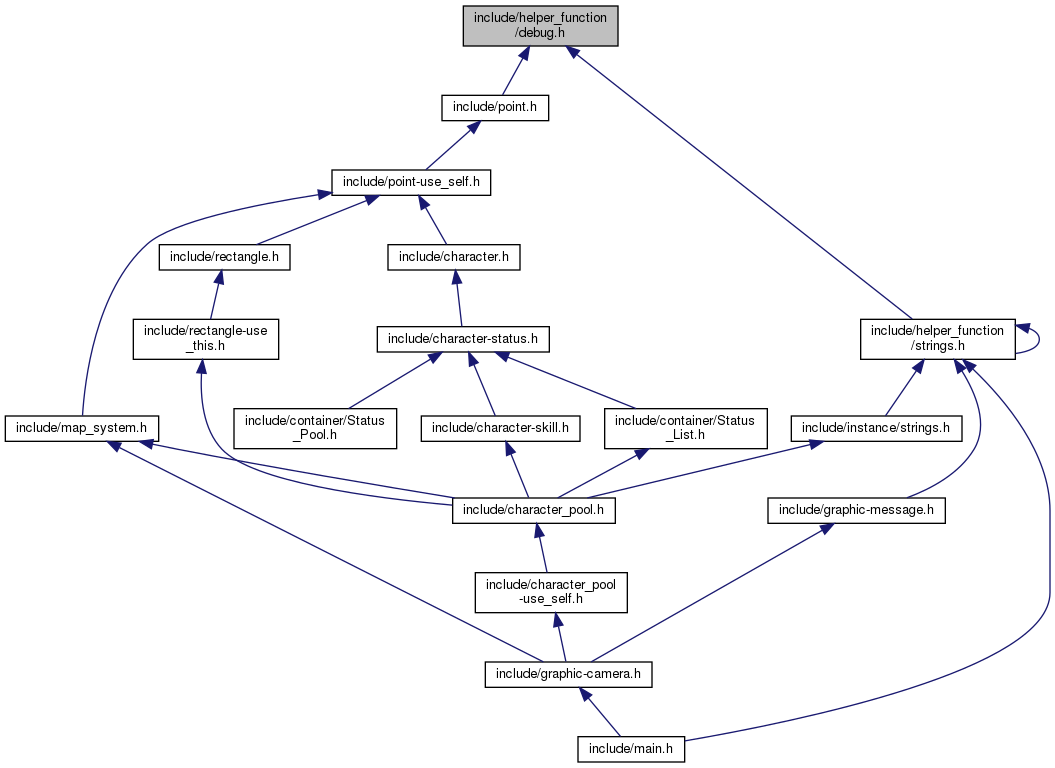 include/helper_function
/debug.h
include/point.h
include/point-use_self.h
include/rectangle.h
include/character.h
include/rectangle-use
_this.h
include/character-status.h
include/helper_function
/strings.h
include/map_system.h
include/container/Status
_Pool.h
include/character-skill.h
include/container/Status
_List.h
include/instance/strings.h
include/character_pool.h
include/graphic-message.h
include/character_pool
-use_self.h
include/graphic-camera.h
include/main.h